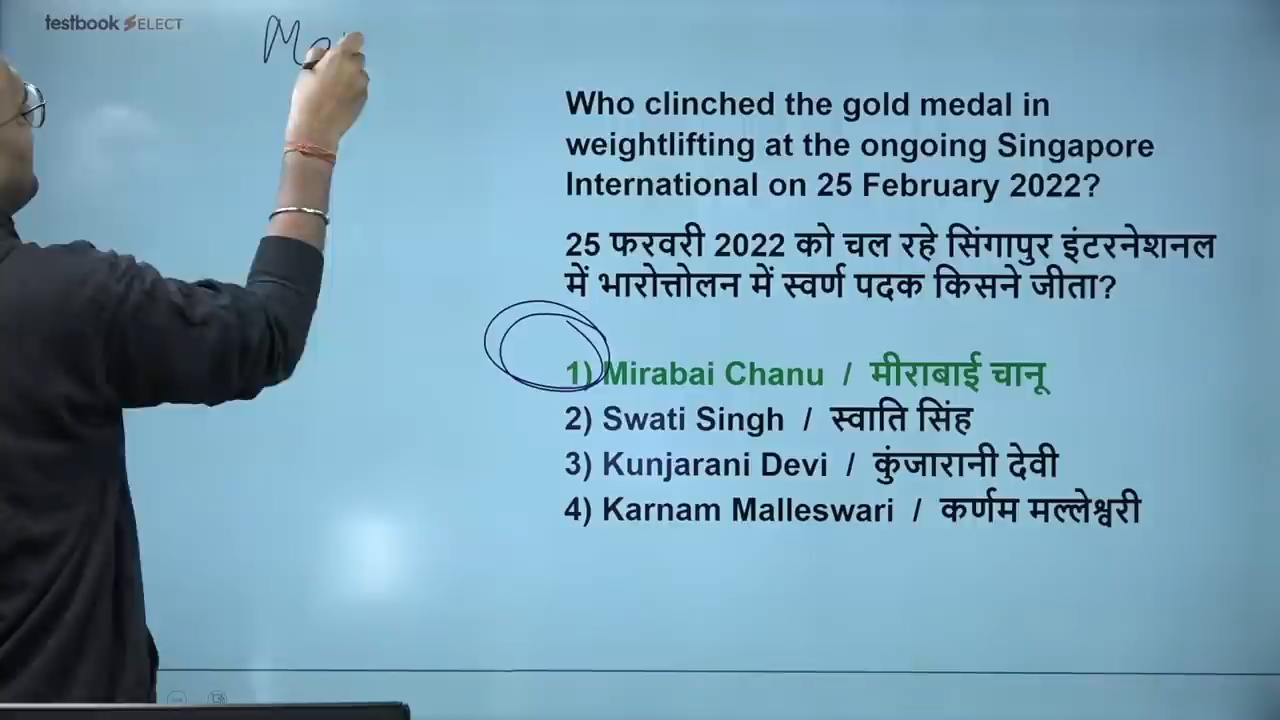 testbook SELECT
Who clinched the gold medal in
weightlifting at the ongoing Singapore
International on 25 February 2022?
25 फरवरी 2022 को चल रहे सिंगापुर इंटरनेशनल
में भारोत्तोलन में स्वर्ण पदक किसने जीता?
1) Mirabai Chanu / मीराबाई चानू
2) Swati Singh / स्वाति सिंह
3) Kunjarani Devi / कुंजारानी देवी
4) Karnam Malleswari / कर्णम मल्लेश्वरी